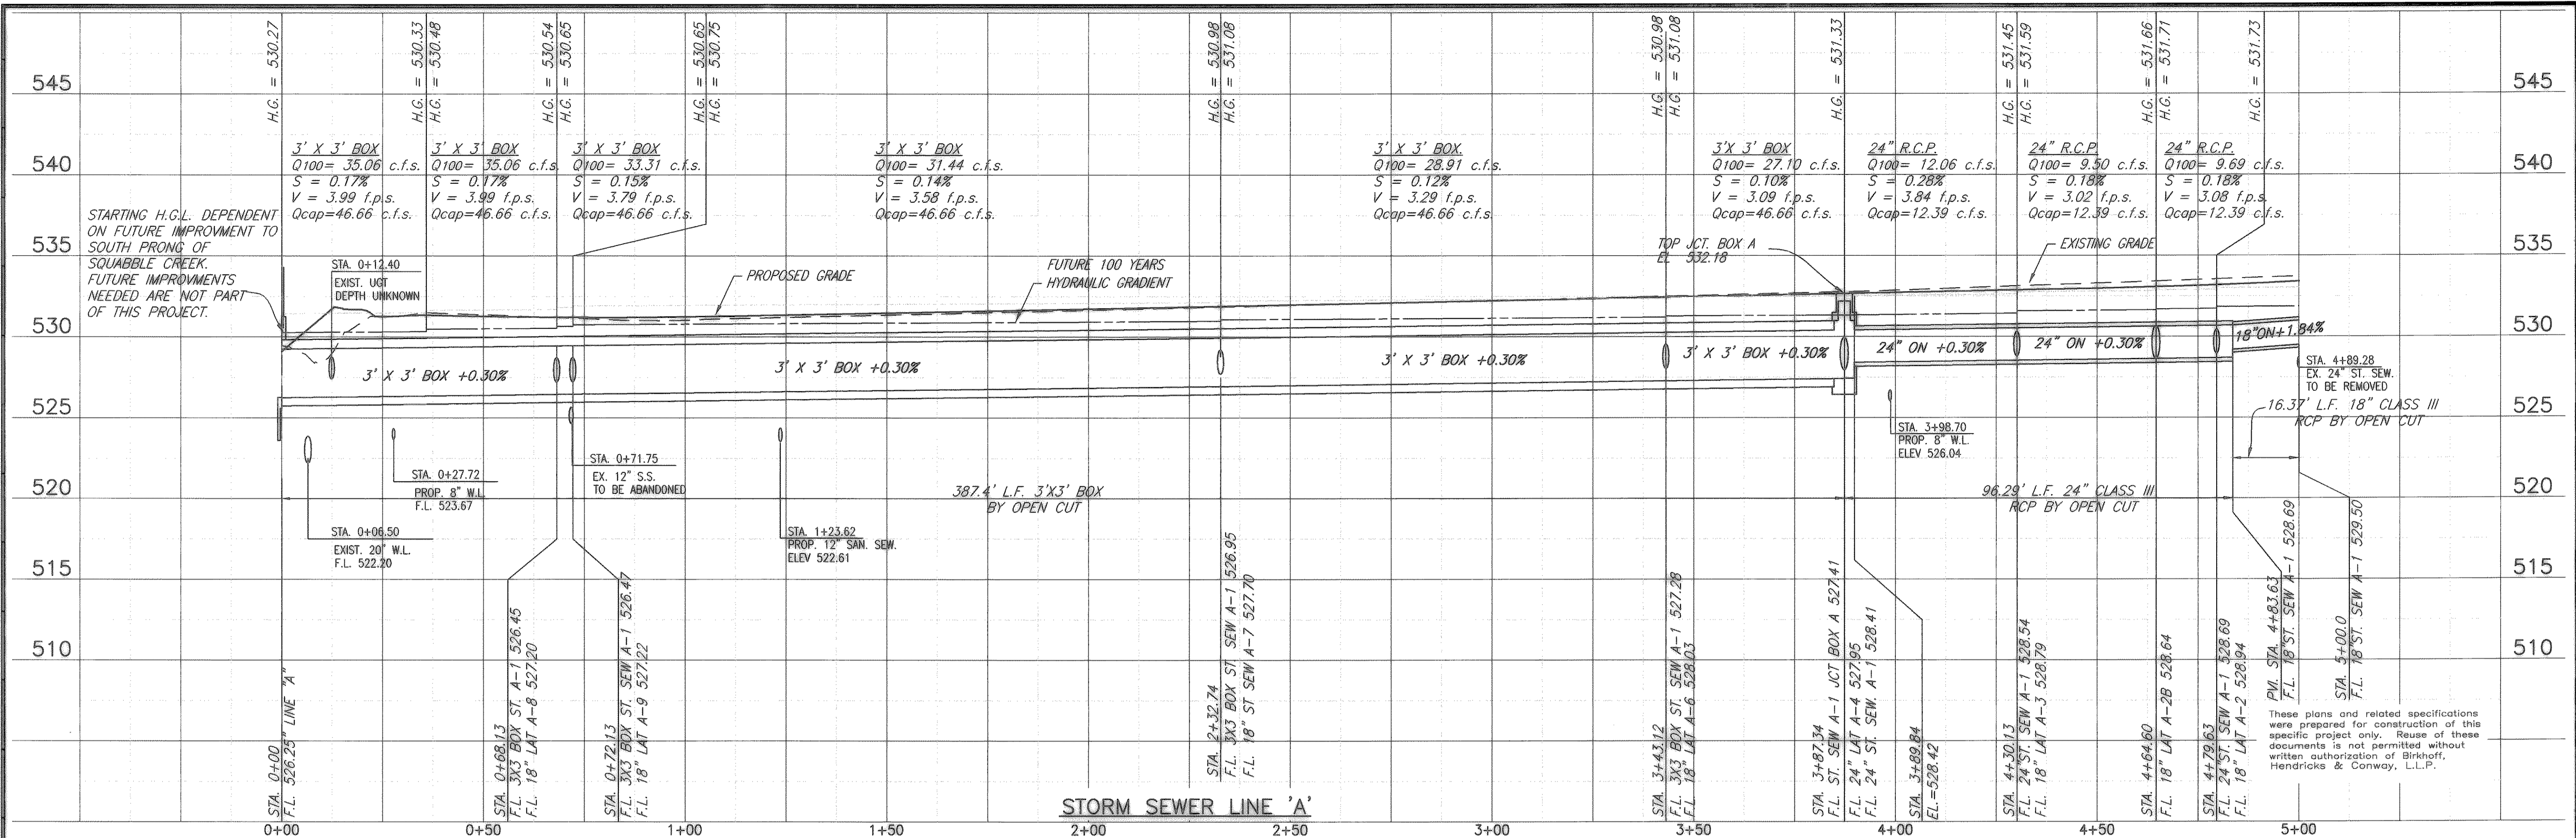 H.G. = 530.27
H.G. = 530.33
H.G. = 530.48
H.G. = 530.54
H.G. = 530.65
H.G. = 530.65
H.G. = 530.75
H.G. = 530.98
H.G. = 531.08
H.G. = 530.98
H.G. = 531.08
H.G. = 531.33
H.G. = 531.45
H.G. = 531.59
H.G. = 531.66
H.G. = 531.71
H.G. = 531.73
545
545
540
540
535
535
530
530
525
525
520
520
515
515
510
510
3' X 3' BOX
Q100= 35.06 c.f.s.
S = 0.17%
V = 3.99 f.p.s.
Qcap=46.66 c.f.s.
3' X 3' BOX
Q100= 35.06 c.f.s.
S = 0.17%
V = 3.99 f.p.s.
Qcap=46.66 c.f.s.
3' X 3' BOX
Q100= 33.31 c.f.s.
S = 0.15%
V = 3.79 f.p.s.
Qcap=46.66 c.f.s.
3' X 3' BOX
Q100= 31.44 c.f.s.
S = 0.14%
V = 3.58 f.p.s.
Qcap=46.66 c.f.s.
3' X 3' BOX
Q100= 28.91 c.f.s.
S = 0.12%
V = 3.29 f.p.s.
Qcap=46.66 c.f.s.
3'X 3' BOX
Q100= 27.10 c.f.s.
S = 0.10%
V = 3.09 f.p.s.
Qcap=46.66 c.f.s.
24" R.C.P.
Q100= 12.06 c.f.s.
S = 0.28%
V = 3.84 f.p.s.
Qcap=12.39 c.f.s.
24" R.C.P.
Q100= 9.50 c.f.s.
S = 0.18%
V = 3.02 f.p.s.
Qcap=12.39 c.f.s.
24" R.C.P.
Q100= 9.69 c.f.s.
S = 0.18%
V = 3.08 f.p.s.
Qcap=12.39 c.f.s.
STARTING H.G.L. DEPENDENT
ON FUTURE IMPROVMENT TO
SOUTH PRONG OF
SQUABBLE CREEK.
FUTURE IMPROVMENTS
NEEDED ARE NOT PART
OF THIS PROJECT.
STA. 0+12.40
EXIST. UGT
DEPTH UNKNOWN
PROPOSED GRADE
FUTURE 100 YEARS
HYDRAULIC GRADIENT
TOP JCT. BOX A
EL 532.18
EXISTING GRADE
3' X 3' BOX +0.30%
3' X 3' BOX +0.30%
3' X 3' BOX +0.30%
3' X 3' BOX +0.30%
24" ON +0.30%
24" ON +0.30%
18"ON+1.84%
STA. 4+89.28
EX. 24" ST. SEW.
TO BE REMOVED
16.37' L.F. 18" CLASS III
RCP BY OPEN CUT
STA. 3+98.70
PROP. 8" W.L.
ELEV 526.04
STA. 0+27.72
PROP. 8" W.L.
F.L. 523.67
STA. 0+71.75
EX. 12" S.S.
TO BE ABANDONED
STA. 0+06.50
EXIST. 20" W.L.
F.L. 522.20
STA. 1+23.62
PROP. 12" SAN. SEW.
ELEV 522.61
387.4' L.F. 3'X3' BOX
BY OPEN CUT
96.29' L.F. 24" CLASS III
RCP BY OPEN CUT
STA. 0+00
F.L. 526.25" LINE "A"
STA. 0+68.13
F.L. 3X3 BOX ST. A-1 526.45
F.L. 18" LAT A-8 527.20
STA. 0+72.13
F.L. 3X3 BOX ST. SEW A-1 526.47
F.L. 18" LAT A-9 527.22
STA. 2+32.74
F.L. 3X3 BOX ST. SEW A-1 526.95
F.L. 18" ST SEW A-7 527.70
STA. 3+43.12
F.L. 3X3 BOX ST. SEW A-1 527.28
F.L. 18" LAT A-6 528.03
STA. 3+87.34
F.L. ST. SEW A-1 JCT BOX A 527.41
F.L. 24" LAT A-4 527.95
F.L. 24" ST. SEW. A-1 528.41
STA. 3+89.84
EL.=528.42
STA. 4+30.13
F.L. 24"ST. SEW A-1 528.54
F.L. 18" LAT A-3 528.79
STA. 4+64.60
F.L. 18" LAT A-2B 528.64
STA. 4+79.63
F.L. 24"ST. SEW A-1 528.69
F.L. 18" LAT A-2 528.94
PVI. STA. 4+83.63
F.L. 18"ST. SEW A-1 528.69
STA. 5+00.0
F.L. 18"ST. SEW A-1 529.50
These plans and related specifications
were prepared for construction of this
specific project only. Reuse of these
documents is not permitted without
written authorization of Birkhoff,
Hendricks & Conway, L.L.P.
STORM SEWER LINE 'A'
0+00
0+50
1+00
1+50
2+00
2+50
3+00
3+50
4+00
4+50
5+00